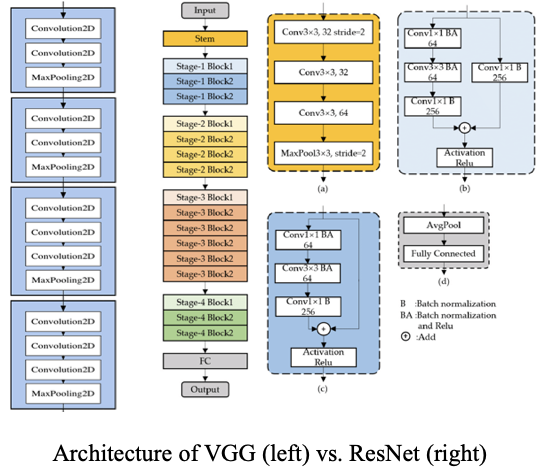 Convolution2D
Convolution2D
MaxPooling2D
Convolution2D
Convolution2D
MaxPooling2D
Convolution2D
Convolution2D
Convolution2D
MaxPooling2D
Convolution2D
Convolution2D
Convolution2D
MaxPooling2D
Input
Stem
Stage-1 Block1
Stage-1 Block2
Stage-1 Block2
Stage-2 Block1
Stage-2 Block2
Stage-2 Block2
Stage-2 Block2
Stage-3 Block1
Stage-3 Block2
Stage-3 Block2
Stage-3 Block2
Stage-3 Block2
Stage-3 Block2
Stage-4 Block1
Stage-4 Block2
Stage-4 Block2
FC
Output
Conv3×3, 32 stride=2
Conv3×3, 32
Conv3×3, 64
MaxPool3×3, stride=2
(a)
Conv1×1 BA
64
Conv3×3 BA
64
Conv1×1 B
256
Conv1×1 B
256
+
Activation
Relu
(b)
Conv1×1 BA
64
Conv3×3 BA
64
Conv1×1 B
256
+
Activation
Relu
(c)
AvgPool
Fully Connected
(d)
B :Batch normalization
BA :Batch normalization
and Relu
+ :Add
Architecture of VGG (left) vs. ResNet (right)